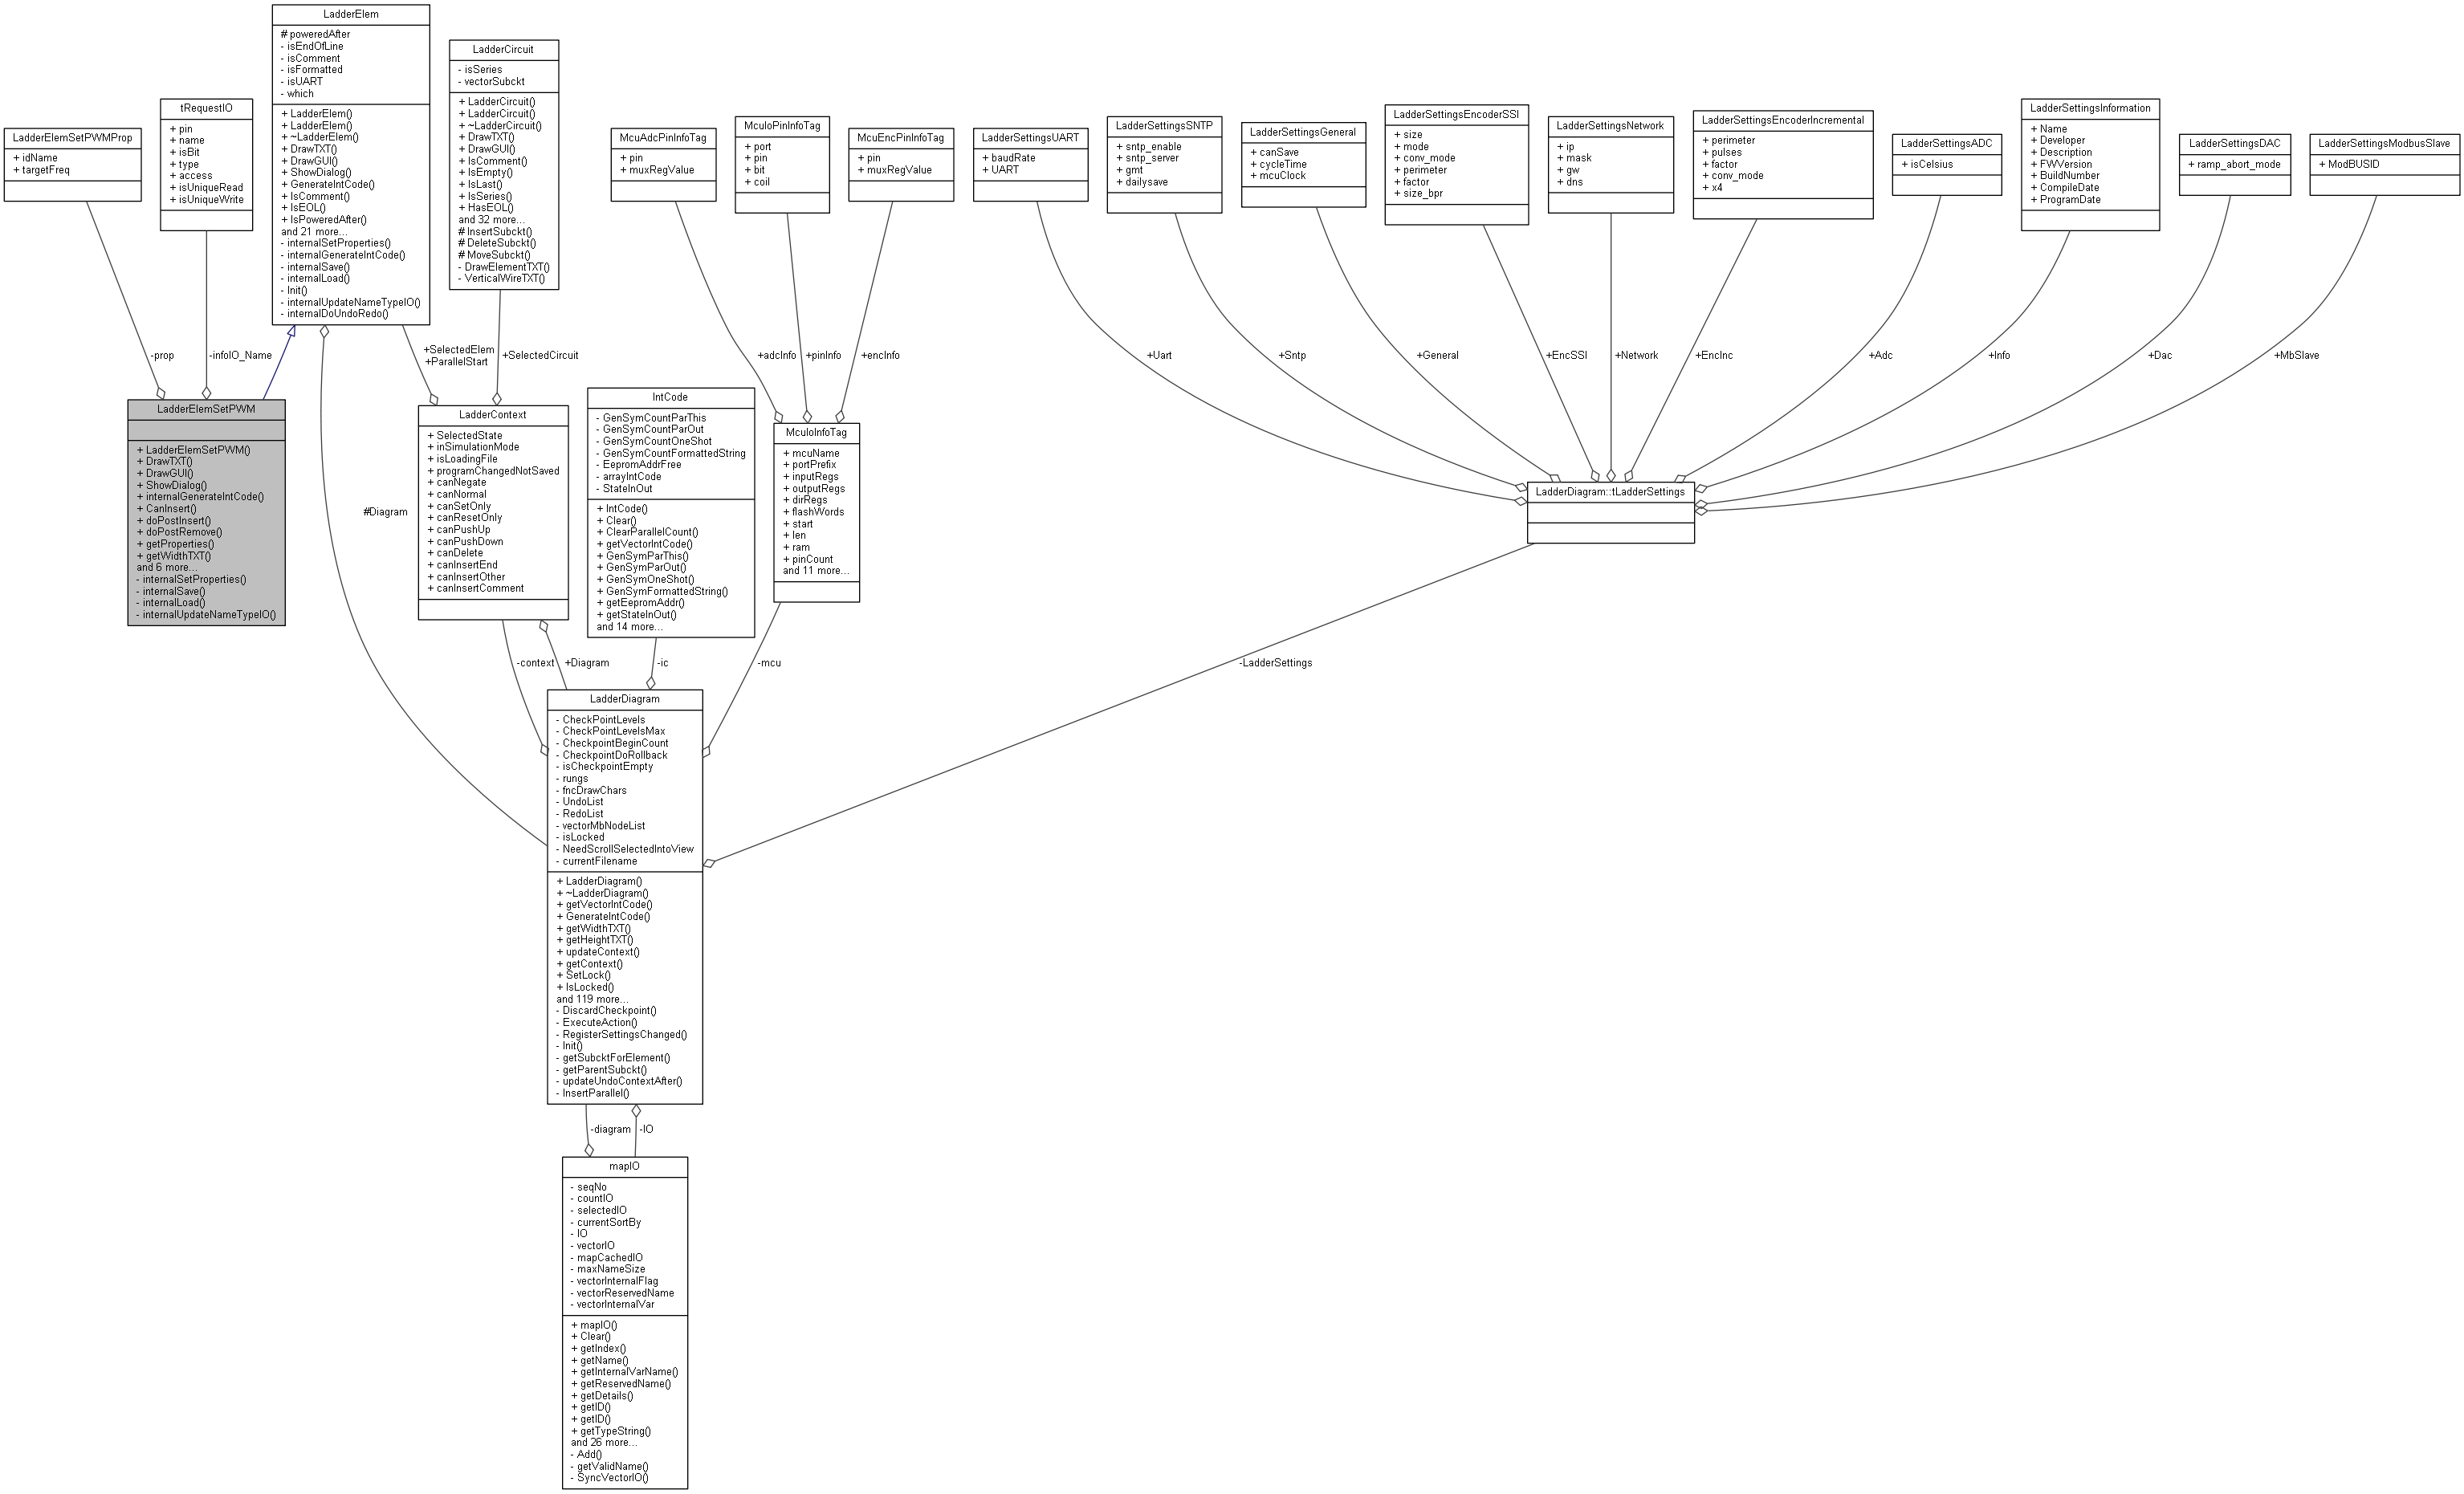 LadderElem
# poweredAfter
- isEndOfLine
- isComment
- isFormatted
- isUART
- which
+ LadderElem()
+ LadderElem()
+ ~LadderElem()
+ DrawTXT()
+ DrawGUI()
+ ShowDialog()
+ GenerateIntCode()
+ IsComment()
+ IsEOL()
+ IsPoweredAfter()
and 21 more...
- internalSetProperties()
- internalGenerateIntCode()
- internalSave()
- internalLoad()
- Init()
- internalUpdateNameTypeIO()
- internalDoUndoRedo()
LadderCircuit
- isSeries
- vectorSubckt
+ LadderCircuit()
+ LadderCircuit()
+ ~LadderCircuit()
+ DrawTXT()
+ DrawGUI()
+ IsComment()
+ IsEmpty()
+ IsLast()
+ IsSeries()
+ HasEOL()
and 32 more...
# InsertSubckt()
# DeleteSubckt()
# MoveSubckt()
- DrawElementTXT()
- VerticalWireTXT()
LadderElemSetPWMProp
+ idName
+ targetFreq
tRequestIO
+ pin
+ name
+ isBit
+ type
+ access
+ isUniqueRead
+ isUniqueWrite
McuAdcPinInfoTag
+ pin
+ muxRegValue
McuIoPinInfoTag
+ port
+ pin
+ bit
+ coil
McuEncPinInfoTag
+ pin
+ muxRegValue
LadderSettingsUART
+ baudRate
+ UART
LadderSettingsSNTP
+ sntp_enable
+ sntp_server
+ gmt
+ dailysave
LadderSettingsGeneral
+ canSave
+ cycleTime
+ mcuClock
LadderSettingsEncoderSSI
+ size
+ mode
+ conv_mode
+ perimeter
+ factor
+ size_bpr
LadderSettingsNetwork
+ ip
+ mask
+ gw
+ dns
LadderSettingsEncoderIncremental
+ perimeter
+ pulses
+ factor
+ conv_mode
+ x4
LadderSettingsADC
+ isCelsius
LadderSettingsInformation
+ Name
+ Developer
+ Description
+ FWVersion
+ BuildNumber
+ CompileDate
+ ProgramDate
LadderSettingsDAC
+ ramp_abort_mode
LadderSettingsModbusSlave
+ ModBUSID
-prop
-infoIO_Name
+SelectedElem
+ParallelStart
+SelectedCircuit
+adcInfo
+pinInfo
+encInfo
+Uart
+Sntp
+General
+EncSSI
+Network
+EncInc
+Adc
+Info
+Dac
+MbSlave
LadderElemSetPWM
+ LadderElemSetPWM()
+ DrawTXT()
+ DrawGUI()
+ ShowDialog()
+ internalGenerateIntCode()
+ CanInsert()
+ doPostInsert()
+ doPostRemove()
+ getProperties()
+ getWidthTXT()
and 6 more...
- internalSetProperties()
- internalSave()
- internalLoad()
- internalUpdateNameTypeIO()
#Diagram
LadderContext
+ SelectedState
+ inSimulationMode
+ isLoadingFile
+ programChangedNotSaved
+ canNegate
+ canNormal
+ canSetOnly
+ canResetOnly
+ canPushUp
+ canPushDown
+ canDelete
+ canInsertEnd
+ canInsertOther
+ canInsertComment
IntCode
- GenSymCountParThis
- GenSymCountParOut
- GenSymCountOneShot
- GenSymCountFormattedString
- EepromAddrFree
- arrayIntCode
- StateInOut
+ IntCode()
+ Clear()
+ ClearParallelCount()
+ getVectorIntCode()
+ GenSymParThis()
+ GenSymParOut()
+ GenSymOneShot()
+ GenSymFormattedString()
+ getEepromAddr()
+ getStateInOut()
and 14 more...
McuIoInfoTag
+ mcuName
+ portPrefix
+ inputRegs
+ outputRegs
+ dirRegs
+ flashWords
+ start
+ len
+ ram
+ pinCount
and 11 more...
LadderDiagram::tLadderSettings
-context
+Diagram
-ic
-mcu
-LadderSettings
LadderDiagram
- CheckPointLevels
- CheckPointLevelsMax
- CheckpointBeginCount
- CheckpointDoRollback
- isCheckpointEmpty
- rungs
- fncDrawChars
- UndoList
- RedoList
- vectorMbNodeList
- isLocked
- NeedScrollSelectedIntoView
- currentFilename
+ LadderDiagram()
+ ~LadderDiagram()
+ getVectorIntCode()
+ GenerateIntCode()
+ getWidthTXT()
+ getHeightTXT()
+ updateContext()
+ getContext()
+ SetLock()
+ IsLocked()
and 119 more...
- DiscardCheckpoint()
- ExecuteAction()
- RegisterSettingsChanged()
- Init()
- getSubcktForElement()
- getParentSubckt()
- updateUndoContextAfter()
- InsertParallel()
-diagram
-IO
mapIO
- seqNo
- countIO
- selectedIO
- currentSortBy
- IO
- vectorIO
- mapCachedIO
- maxNameSize
- vectorInternalFlag
- vectorReservedName
- vectorInternalVar
+ mapIO()
+ Clear()
+ getIndex()
+ getName()
+ getInternalVarName()
+ getReservedName()
+ getDetails()
+ getID()
+ getID()
+ getTypeString()
and 26 more...
- Add()
- getValidName()
- SyncVectorIO()